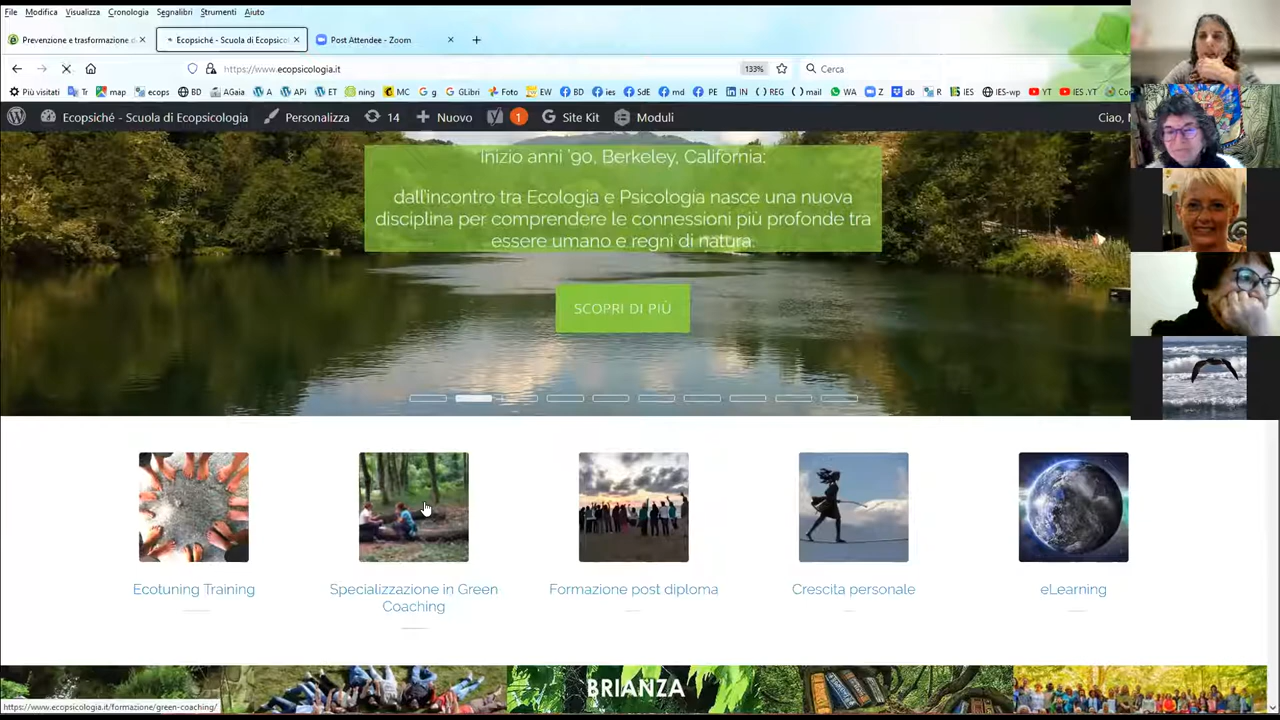 File Modifica Visualizza Cronologia Segnalibri Strumenti Aiuto
Prevenzione e trasformazione d
Ecopsiché - Scuola di Ecopsico
Post Attendee - Zoom
https://www.ecopsicologia.it
133%
Cerca
Più visitati Tr map ecops BD AGaia A APi ET ning MC g GLibri Foto EW BD ies SdE md PE IN ( ) REG ( ) mail WA Z db R IES IES-wp YT IES .YT
Ecopsiché - Scuola di Ecopsicologia Personalizza 14 Nuovo 1 Site Kit Moduli Ciao,
Inizio anni '90, Berkeley, California:
dall'incontro tra Ecologia e Psicologia nasce una nuova
disciplina per comprendere le connessioni più profonde tra
essere umano e regni di natura.
SCOPRI DI PIÙ
Ecotuning Training
Specializzazione in Green
Coaching
Formazione post diploma
Crescita personale
eLearning
BRIANZA
https://www.ecopsicologia.it/formazione/green-coaching/